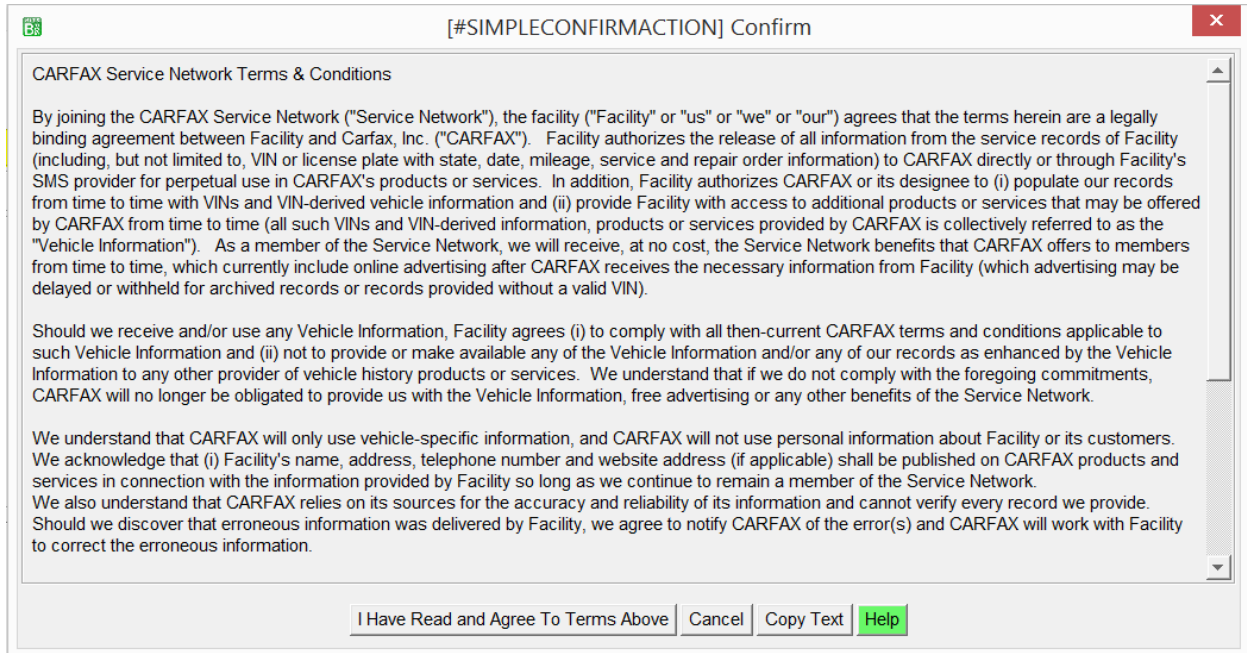 [#SIMPLECONFIRMACTION] Confirm
CARFAX Service Network Terms & Conditions
By joining the CARFAX Service Network ("Service Network"), the facility ("Facility" or "us" or "we" or "our") agrees that the terms herein are a legally
binding agreement between Facility and Carfax, Inc. ("CARFAX").   Facility authorizes the release of all information from the service records of Facility
(including, but not limited to, VIN or license plate with state, date, mileage, service and repair order information) to CARFAX directly or through Facility's
SMS provider for perpetual use in CARFAX's products or services.  In addition, Facility authorizes CARFAX or its designee to (i) populate our records
from time to time with VINs and VIN-derived vehicle information and (ii) provide Facility with access to additional products or services that may be offered
by CARFAX from time to time (all such VINs and VIN-derived information, products or services provided by CARFAX is collectively referred to as the
"Vehicle Information").   As a member of the Service Network, we will receive, at no cost, the Service Network benefits that CARFAX offers to members
from time to time, which currently include online advertising after CARFAX receives the necessary information from Facility (which advertising may be
delayed or withheld for archived records or records provided without a valid VIN).
Should we receive and/or use any Vehicle Information, Facility agrees (i) to comply with all then-current CARFAX terms and conditions applicable to
such Vehicle Information and (ii) not to provide or make available any of the Vehicle Information and/or any of our records as enhanced by the Vehicle
Information to any other provider of vehicle history products or services.  We understand that if we do not comply with the foregoing commitments,
CARFAX will no longer be obligated to provide us with the Vehicle Information, free advertising or any other benefits of the Service Network.
We understand that CARFAX will only use vehicle-specific information, and CARFAX will not use personal information about Facility or its customers.
We acknowledge that (i) Facility's name, address, telephone number and website address (if applicable) shall be published on CARFAX products and
services in connection with the information provided by Facility so long as we continue to remain a member of the Service Network.
We also understand that CARFAX relies on its sources for the accuracy and reliability of its information and cannot verify every record we provide.
Should we discover that erroneous information was delivered by Facility, we agree to notify CARFAX of the error(s) and CARFAX will work with Facility
to correct the erroneous information.
I Have Read and Agree To Terms Above Cancel Copy Text Help